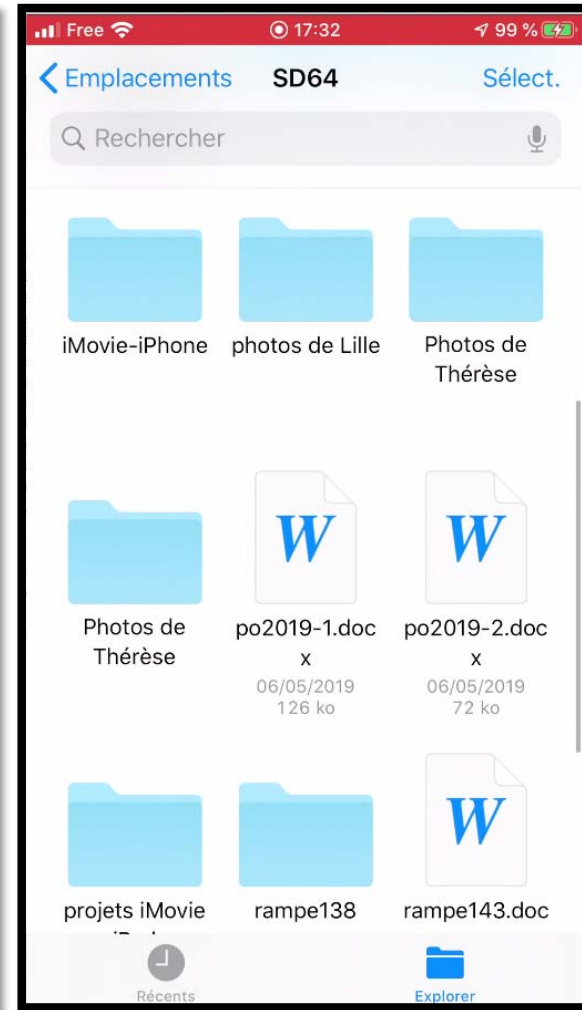 Free 17:32 99 %
Emplacements SD64 Sélect.
Rechercher
iMovie-iPhone photos de Lille Photos de
Thérèse
Photos de po2019-1.doc po2019-2.doc
Thérèse x x
06/05/2019 06/05/2019
126 ko 72 ko
W W
W
projets iMovie rampe138 rampe143.doc
Récents Explorer